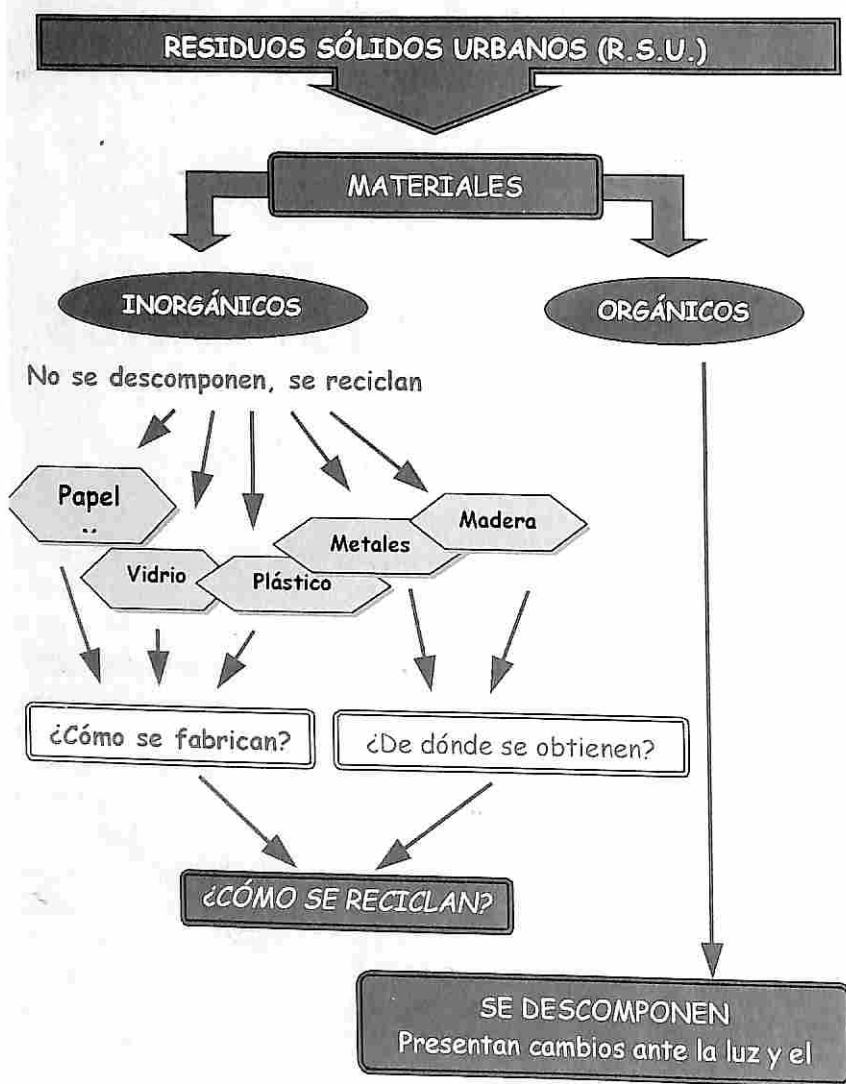 RESIDUOS SÓLIDOS URBANOS (R.S.U.)
MATERIALES
INORGÁNICOS
ORGÁNICOS
No se descomponen, se reciclan
Papel
..
Vidrio
Plástico
Metales
Madera
¿Cómo se fabrican?
¿De dónde se obtienen?
¿CÓMO SE RECICLAN?
SE DESCOMPONEN
Presentan cambios ante la luz y el